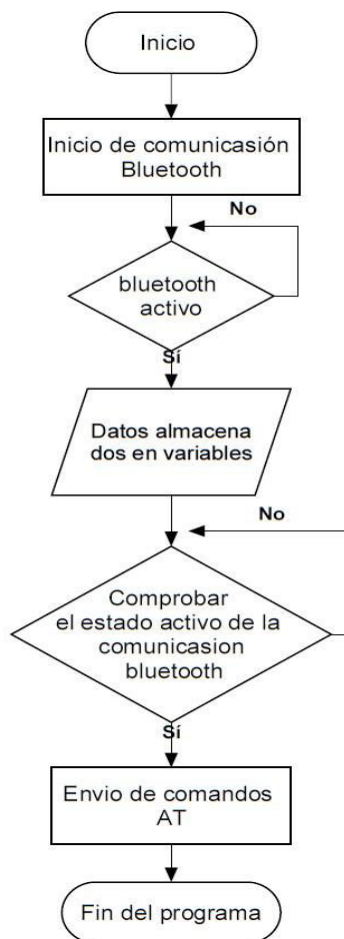 Inicio
Inicio de comunicasión
Bluetooth
No
bluetooth
activo
Sí
Datos almacena
dos en variables
No
Comprobar
el estado activo de la
comunicasion
bluetooth
Sí
Envio de comandos
AT
Fin del programa